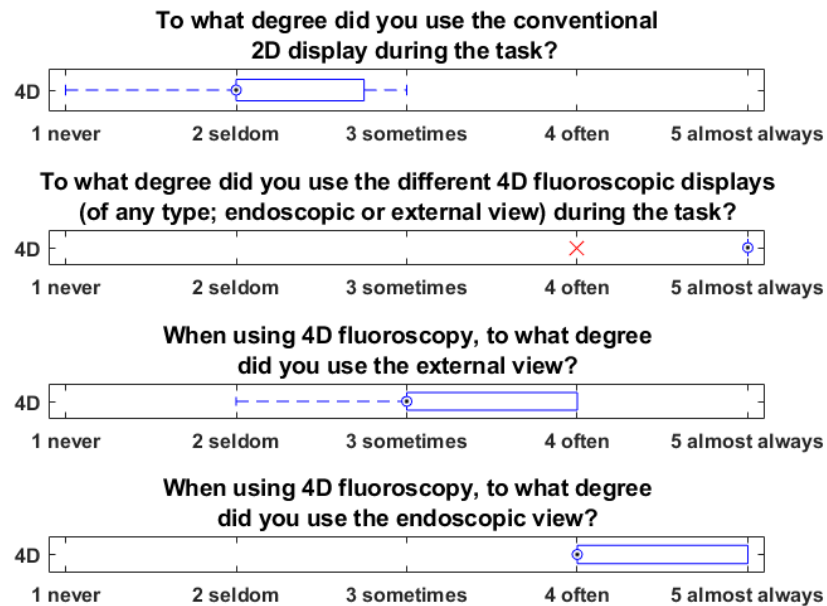 To what degree did you use the conventional
2D display during the task?
4D
1 never 2 seldom 3 sometimes 4 often 5 almost always
To what degree did you use the different 4D fluoroscopic displays
(of any type; endoscopic or external view) during the task?
4D
1 never 2 seldom 3 sometimes 4 often 5 almost always
When using 4D fluoroscopy, to what degree
did you use the external view?
4D
1 never 2 seldom 3 sometimes 4 often 5 almost always
When using 4D fluoroscopy, to what degree
did you use the endoscopic view?
4D
1 never 2 seldom 3 sometimes 4 often 5 almost always